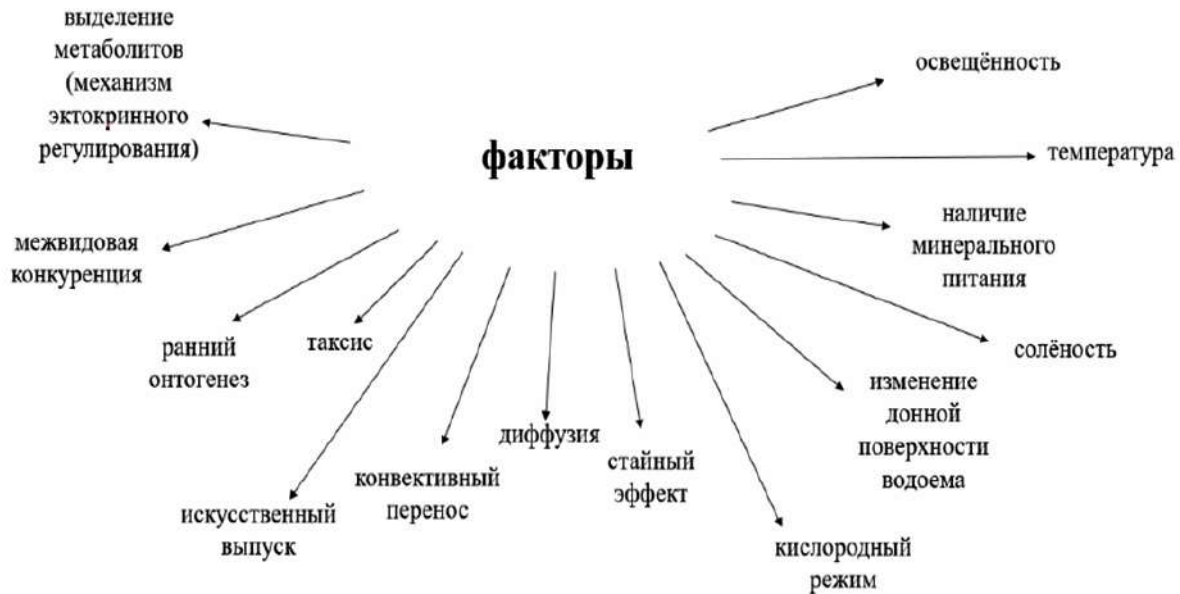 выделение
метаболитов
(механизм
эктокринного
регулирования)
факторы
освещённость
температура
наличие
минерального
питания
межвидовая
конкуренция
солёность
ранний
онтогенез
таксис
изменение
донной
поверхности
водоема
диффузия
стайный
эффект
конвективный
перенос
искусственный
выпуск
кислородный
режим